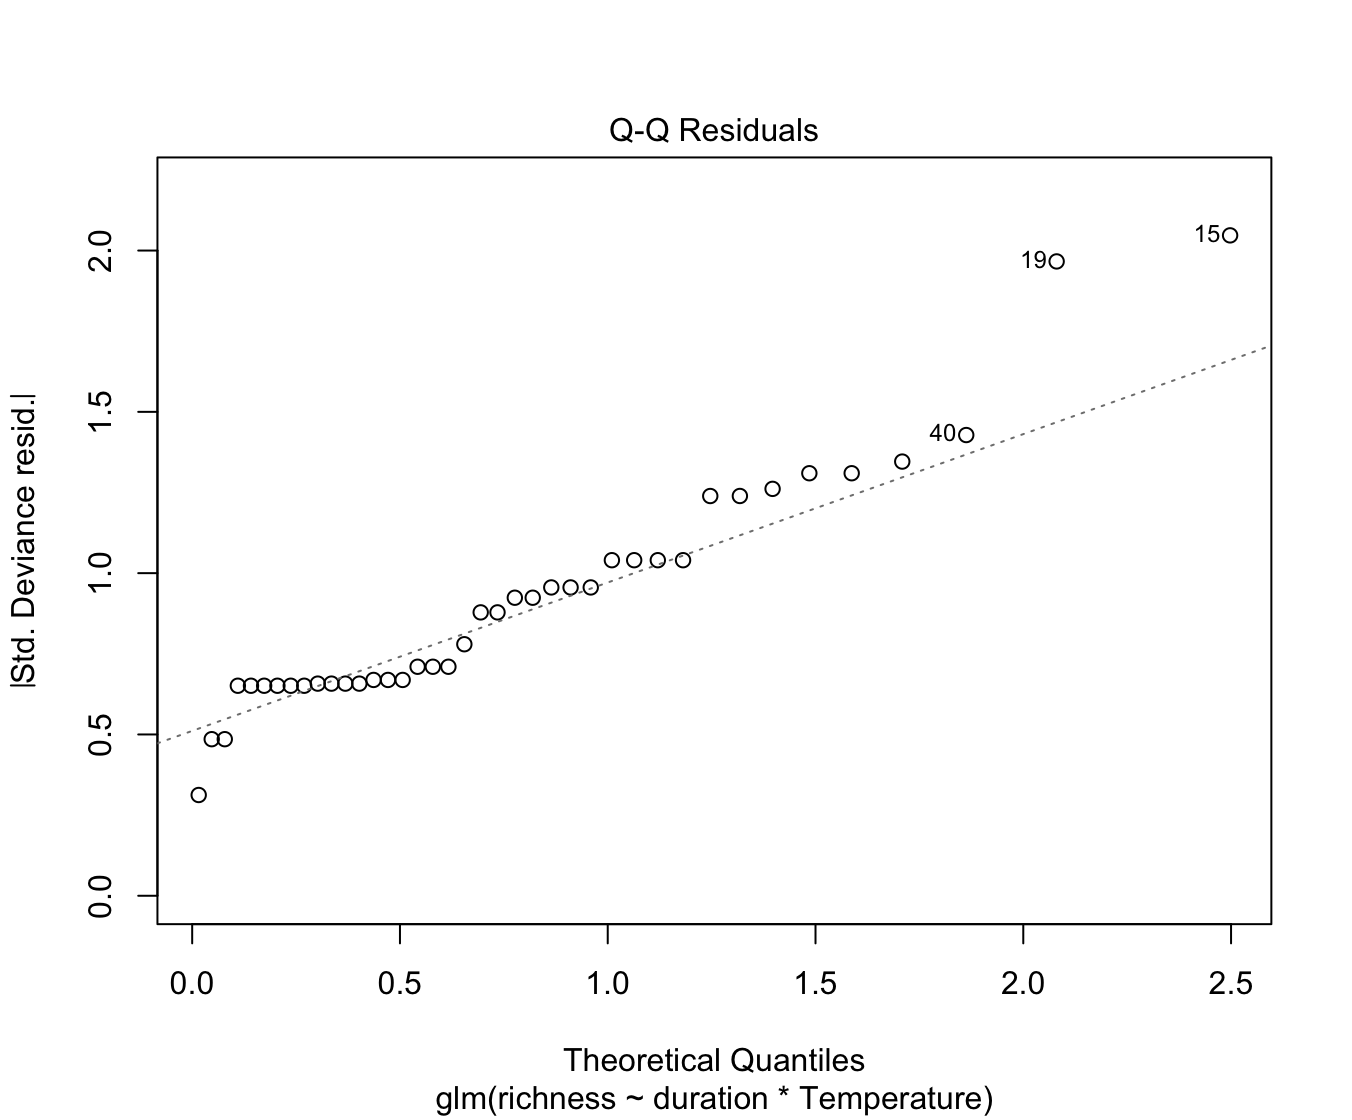 Q-Q Residuals
|Std. Deviance resid.|
2.0
1.5
1.0
0.5
0.0
15
19
40
0.0 0.5 1.0 1.5 2.0 2.5
Theoretical Quantiles
glm(richness ~ duration * Temperature)